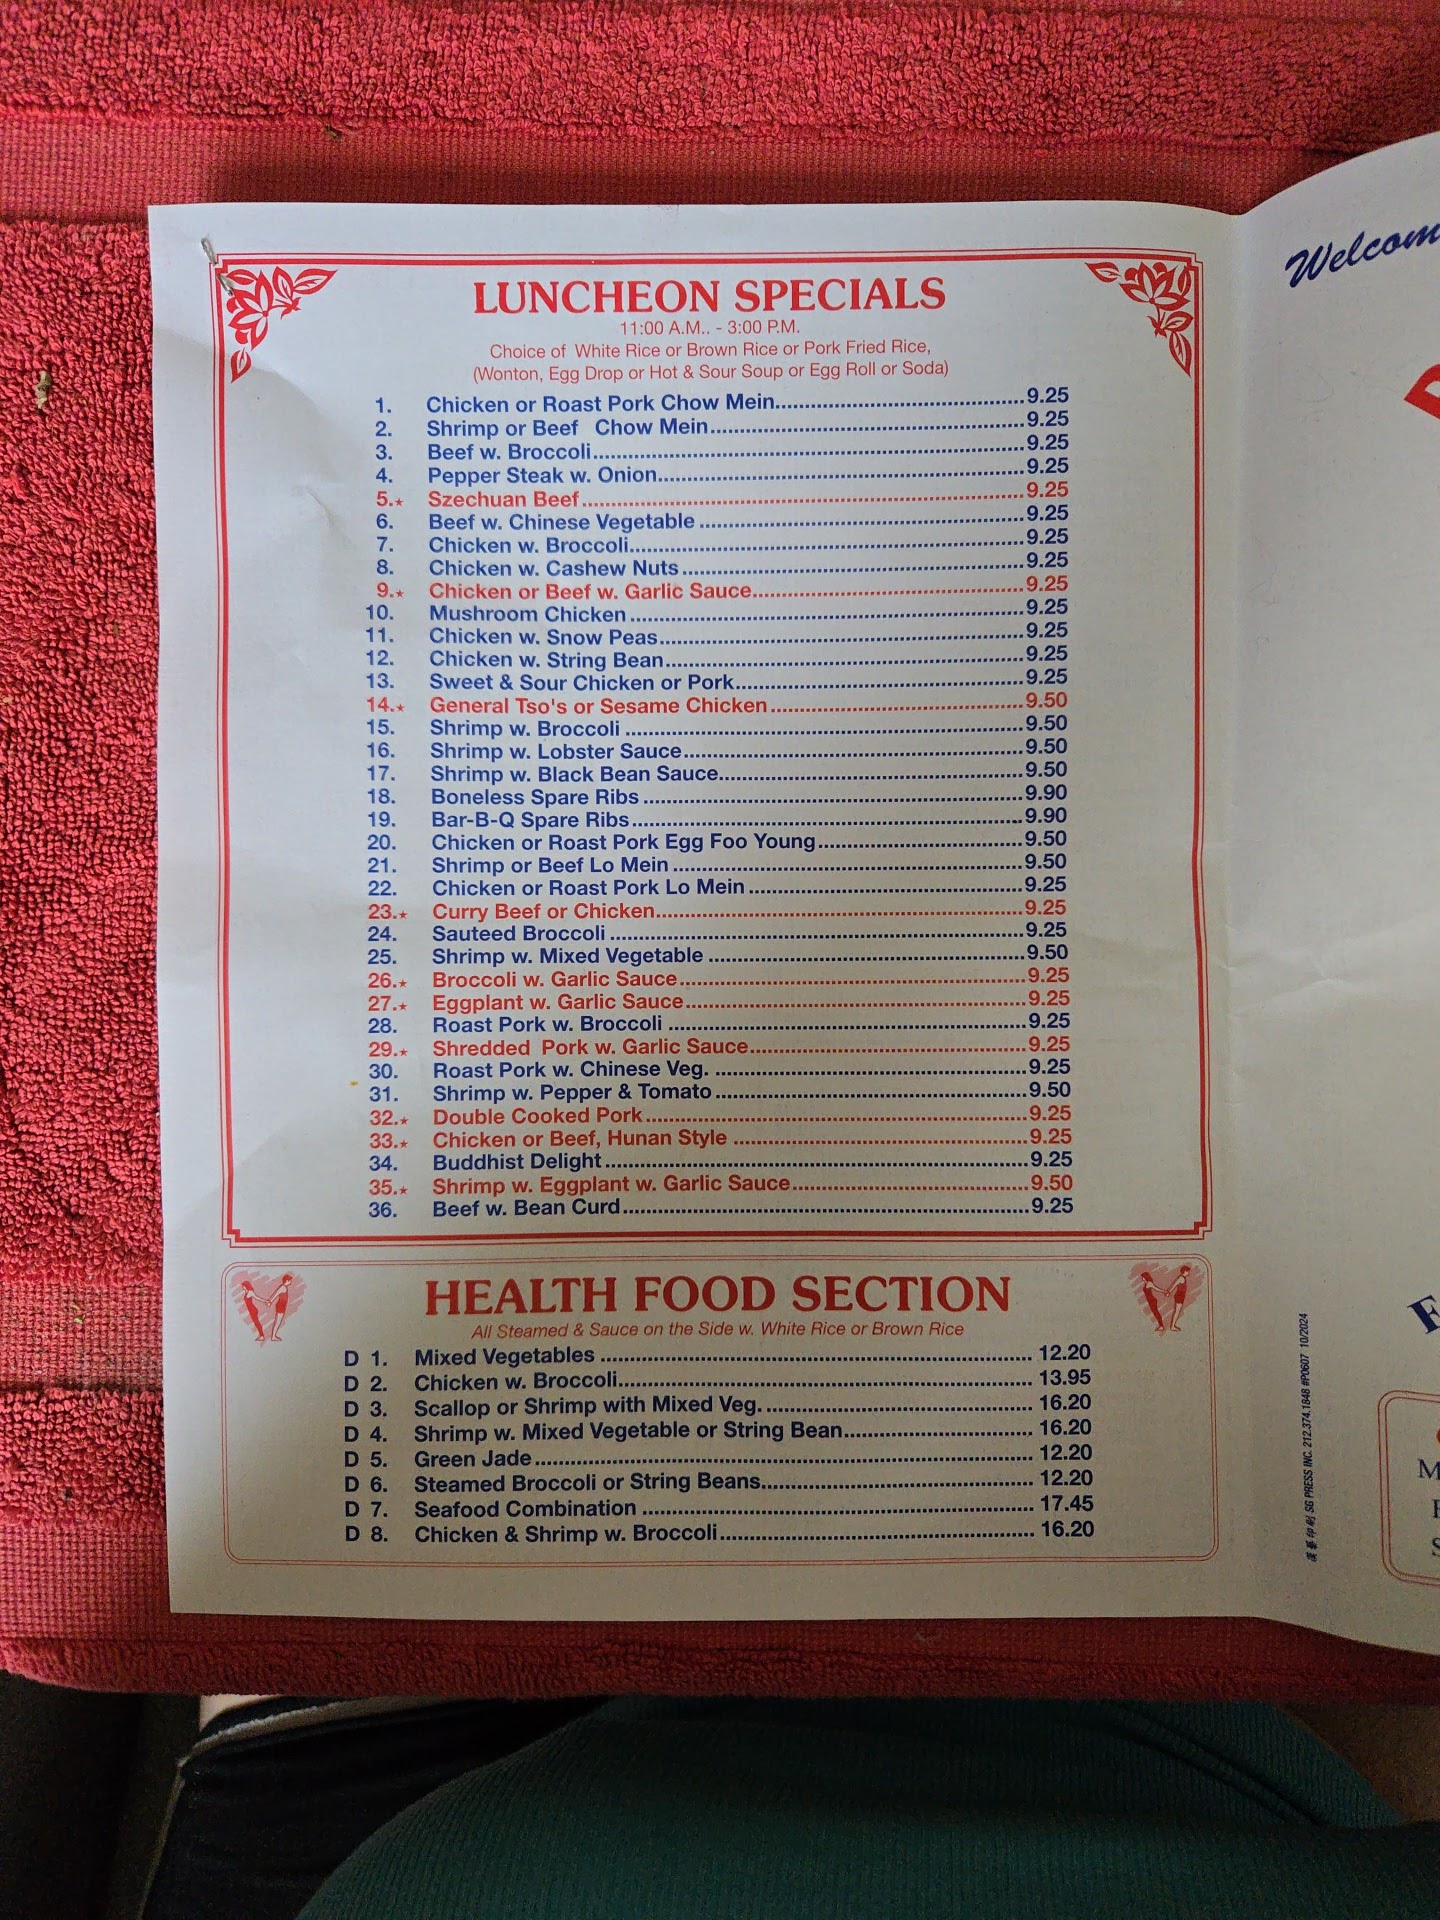 LUNCHEON SPECIALS
11:00 A.M.. - 3:00 P.M.
Choice of White Rice or Brown Rice or Pork Fried Rice,
(Wonton, Egg Drop or Hot & Sour Soup or Egg Roll or Soda)
1. Chicken or Roast Pork Chow Mein 9.25
2. Shrimp or Beef Chow Mein 9.25
3. Beef w. Broccoli 9.25
4. Pepper Steak w. Onion 9.25
5.★ Szechuan Beef 9.25
6. Beef w. Chinese Vegetable 9.25
7. Chicken w. Broccoli 9.25
8. Chicken w. Cashew Nuts 9.25
9.★ Chicken or Beef w. Garlic Sauce 9.25
10. Mushroom Chicken 9.25
11. Chicken w. Snow Peas 9.25
12. Chicken w. String Bean 9.25
13. Sweet & Sour Chicken or Pork 9.25
14.★ General Tso's or Sesame Chicken 9.50
15. Shrimp w. Broccoli 9.50
16. Shrimp w. Lobster Sauce 9.50
17. Shrimp w. Black Bean Sauce 9.50
18. Boneless Spare Ribs 9.90
19. Bar-B-Q Spare Ribs 9.90
20. Chicken or Roast Pork Egg Foo Young 9.50
21. Shrimp or Beef Lo Mein 9.50
22. Chicken or Roast Pork Lo Mein 9.25
23.★ Curry Beef or Chicken 9.25
24. Sauteed Broccoli 9.25
25. Shrimp w. Mixed Vegetable 9.50
26.★ Broccoli w. Garlic Sauce 9.25
27.★ Eggplant w. Garlic Sauce 9.25
28. Roast Pork w. Broccoli 9.25
29.★ Shredded Pork w. Garlic Sauce 9.25
30. Roast Pork w. Chinese Veg. 9.25
31. Shrimp w. Pepper & Tomato 9.50
32.★ Double Cooked Pork 9.25
33.★ Chicken or Beef, Hunan Style 9.25
34. Buddhist Delight 9.25
35.★ Shrimp w. Eggplant w. Garlic Sauce 9.50
36. Beef w. Bean Curd 9.25
HEALTH FOOD SECTION
All Steamed & Sauce on the Side w. White Rice or Brown Rice
D 1. Mixed Vegetables 12.20
D 2. Chicken w. Broccoli 13.95
D 3. Scallop or Shrimp with Mixed Veg. 16.20
D 4. Shrimp w. Mixed Vegetable or String Bean 16.20
D 5. Green Jade 12.20
D 6. Steamed Broccoli or String Beans 12.20
D 7. Seafood Combination 17.45
D 8. Chicken & Shrimp w. Broccoli 16.20
Welcom
SG PRESS INC. 212.374.1848 #P0607 10/2024